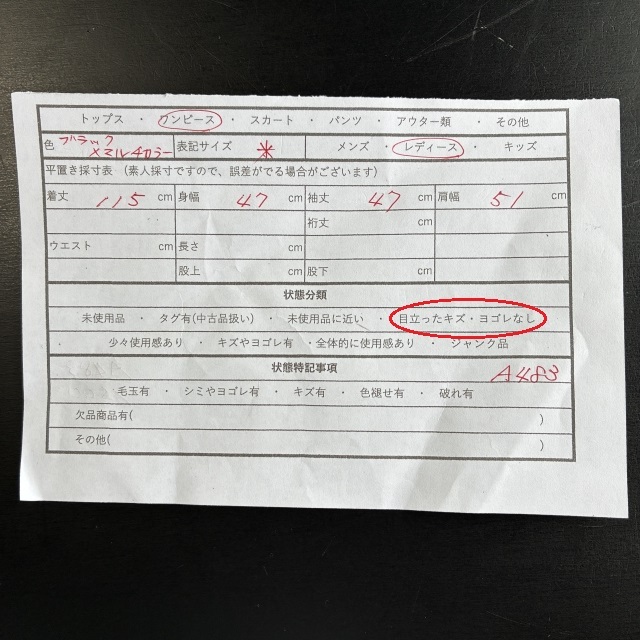 トップス ・ ワンピース ・ スカート ・ パンツ ・ アウター類 ・ その他
色 ブラック×マルチカラー 表記サイズ * メンズ ・ レディース ・ キッズ
平置き採寸表 (素人採寸ですので、誤差がでる場合がございます)
着丈 115 cm 身幅 47 cm 袖丈 47 cm 肩幅 51 cm
裄丈 cm
ウエスト cm 長さ cm
股上 cm 股下 cm
状態分類
未使用品 ・ タグ有(中古品扱い) ・ 未使用品に近い ・ 目立ったキズ・ヨゴレなし
少々使用感あり ・ キズやヨゴレ有 ・全体的に使用感あり ・ ジャンク品
状態特記事項 A483
毛玉有 ・ シミやヨゴレ有 ・ キズ有 ・ 色褪せ有 ・ 破れ有
欠品商品有( )
その他( )